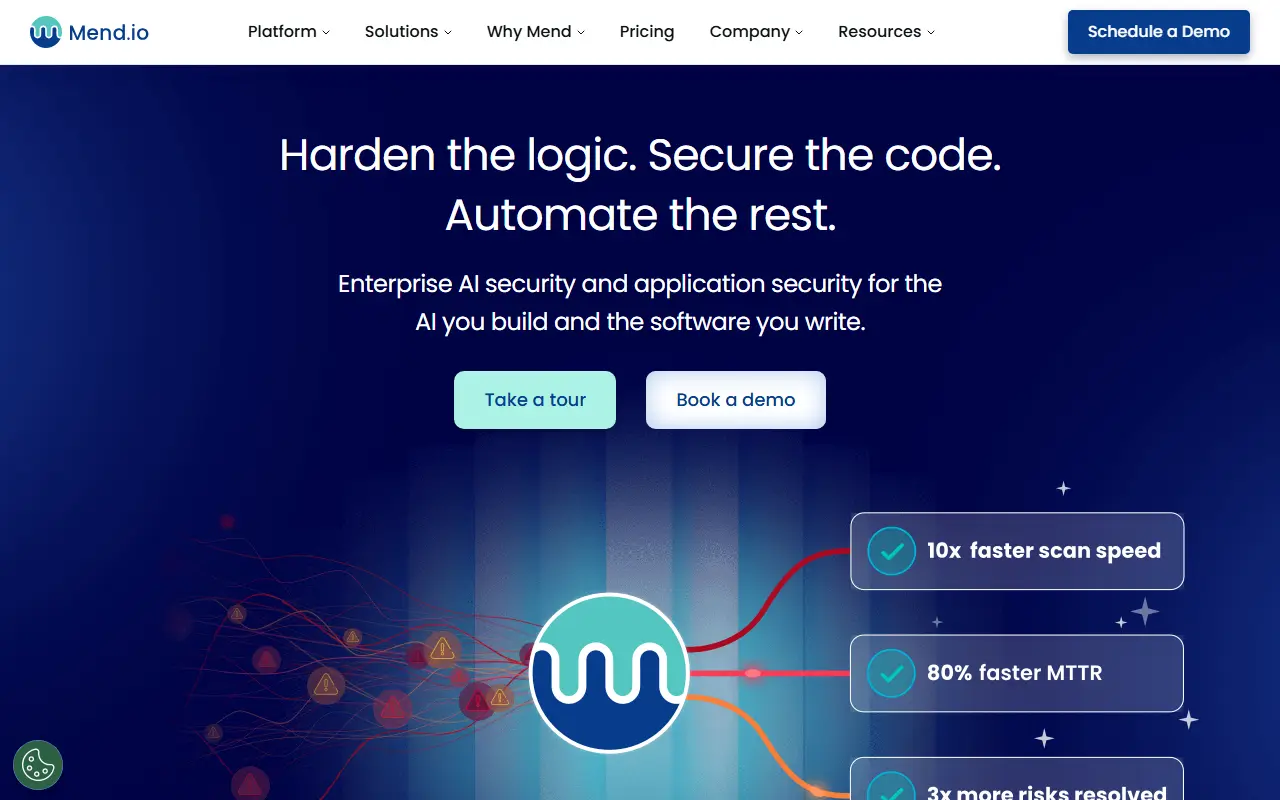 Mend.io
Platform
Solutions
Why Mend
Pricing
Company
Resources
Schedule a Demo
Harden the logic. Secure the code.
Automate the rest.
Enterprise AI security and application security for the
AI you build and the software you write.
Take a tour
Book a demo
10x faster scan speed
80% faster MTTR
3x more risks resolved